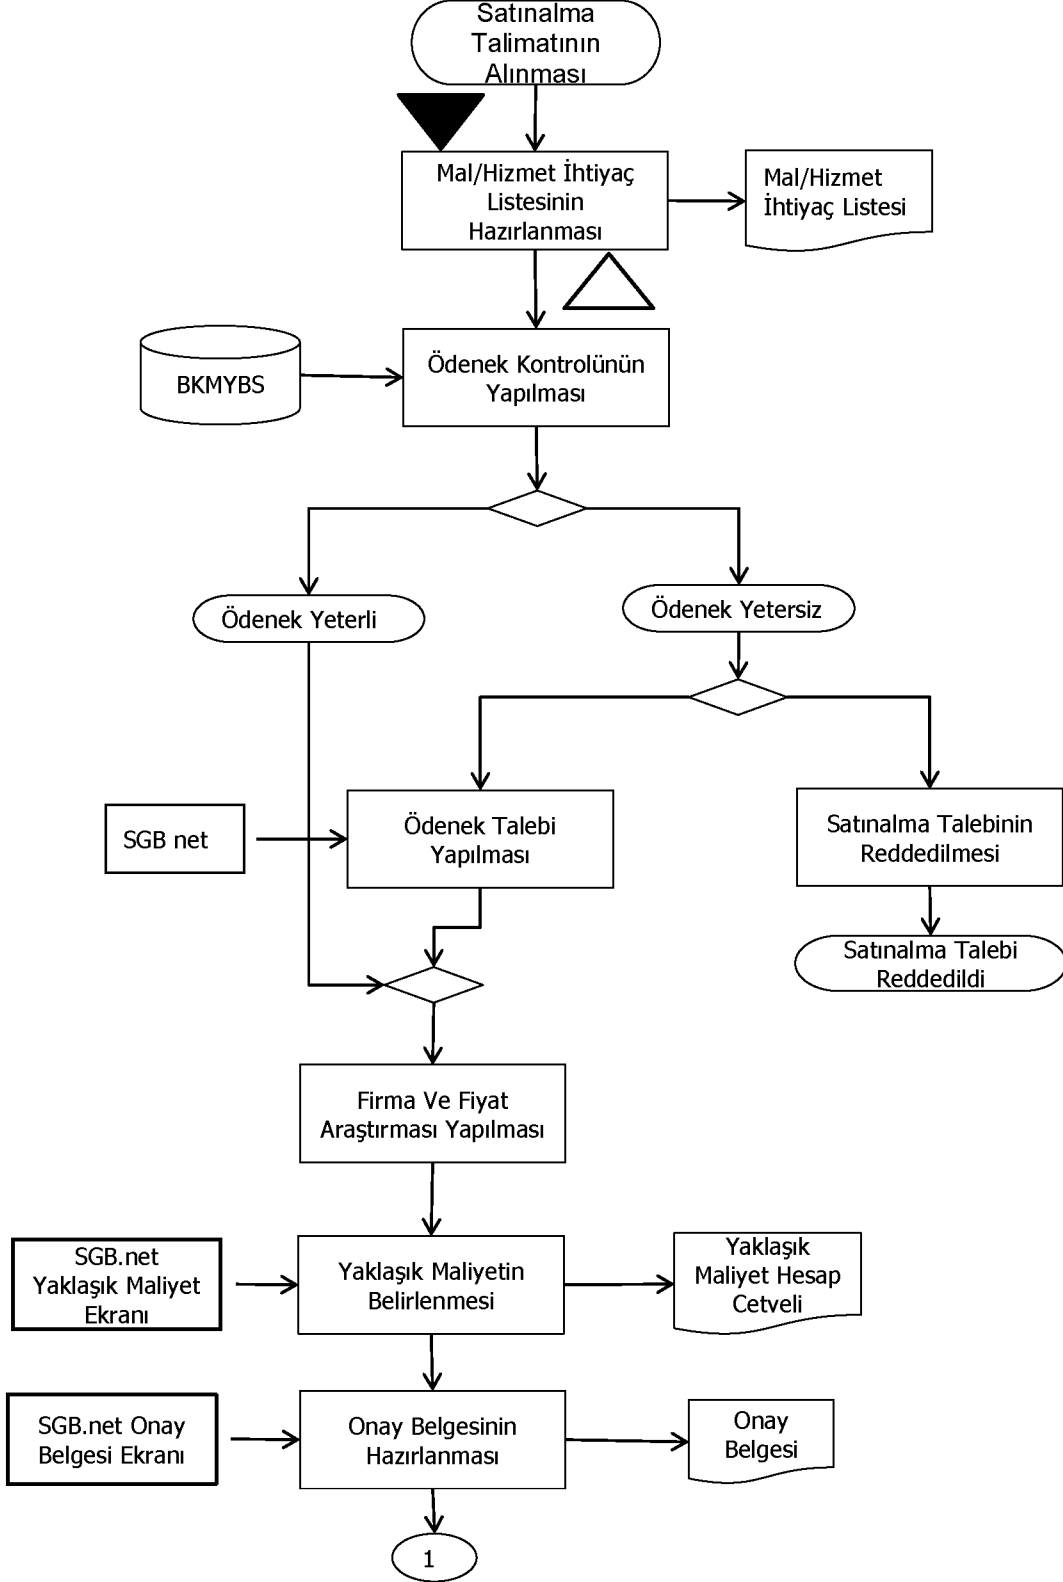 Satınalma
Talimatının
Alınması
Mal/Hizmet İhtiyaç
Listesinin
Hazırlanması
Mal/Hizmet
İhtiyaç Listesi
BKMYBS
Ödenek Kontrolünün
Yapılması
Ödenek Yeterli
Ödenek Yetersiz
SGB net
Ödenek Talebi
Yapılması
Satınalma Talebinin
Reddedilmesi
Satınalma Talebi
Reddedildi
Firma Ve Fiyat
Araştırması Yapılması
SGB.net
Yaklaşık Maliyet
Ekranı
Yaklaşık Maliyetin
Belirlenmesi
Yaklaşık
Maliyet Hesap
Cetveli
SGB.net Onay
Belgesi Ekranı
Onay Belgesinin
Hazırlanması
Onay
Belgesi
1